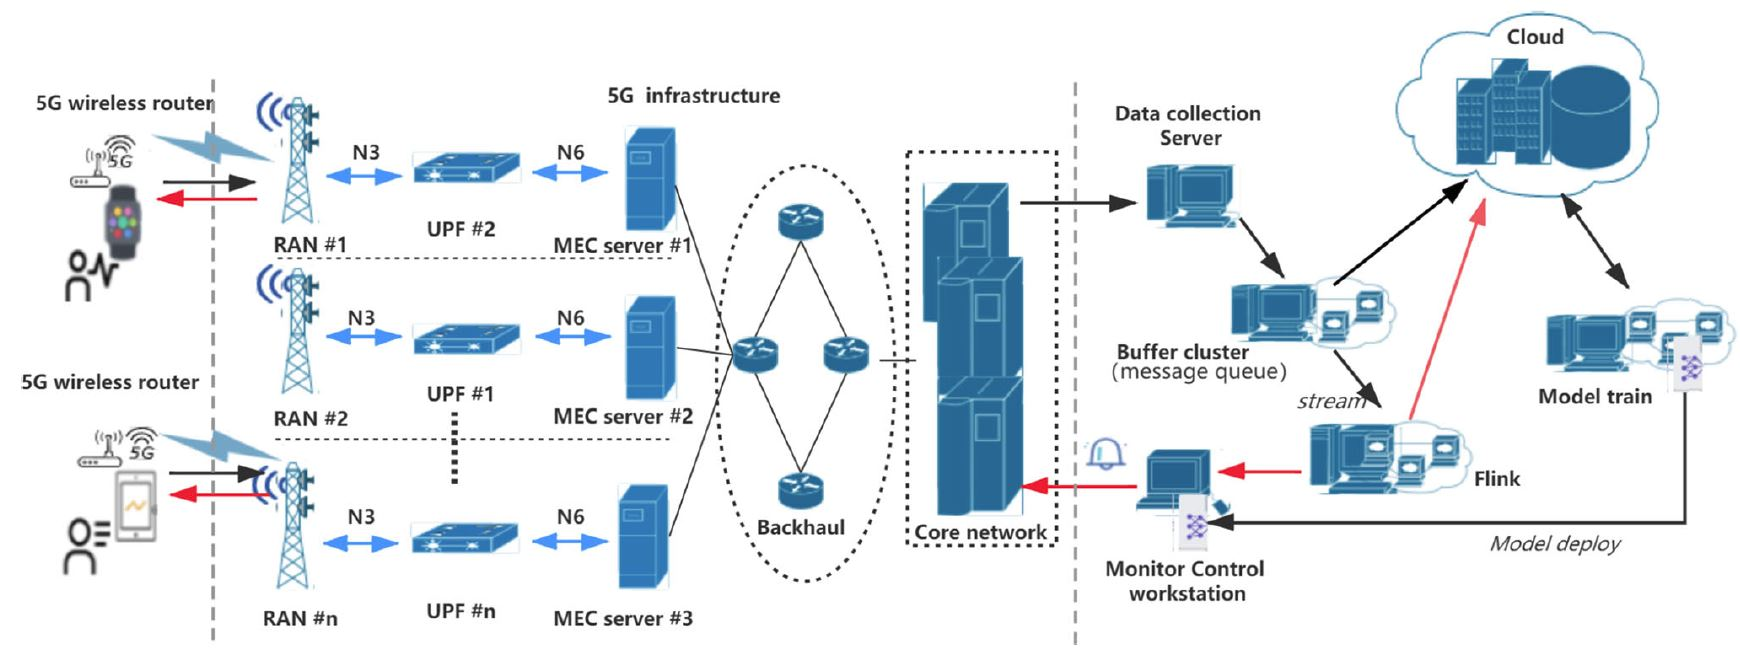 5G wireless router
5G
5G wireless router
5G
5G infrastructure
N3
N6
RAN #1
UPF #2
MEC server #1
N3
N6
RAN #2
UPF #1
MEC server #2
N3
N6
RAN #n
UPF #n
MEC server #3
Backhaul
Core network
Data collection
Server
Cloud
Buffer cluster
(message queue)
stream
Model train
Flink
Model deploy
Monitor Control
workstation